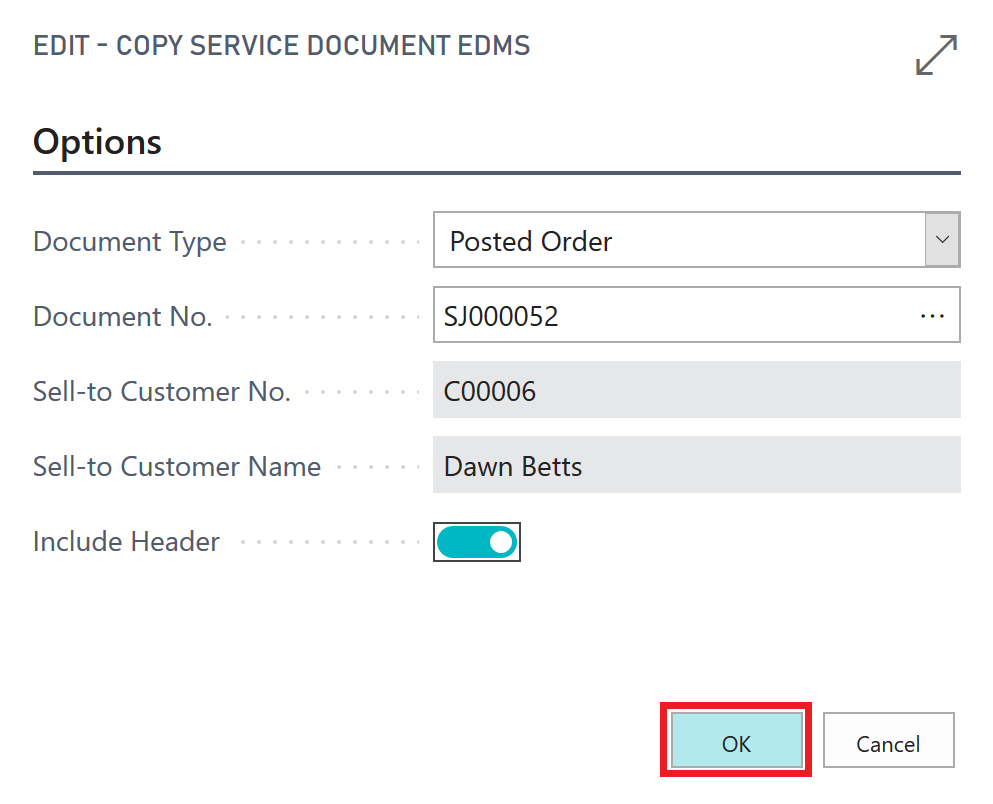 EDIT - COPY SERVICE DOCUMENT EDMS
Options
Document Type Posted Order
Document No. SJ000052 ...
Sell-to Customer No. C00006
Sell-to Customer Name Dawn Betts
Include Header
OK Cancel